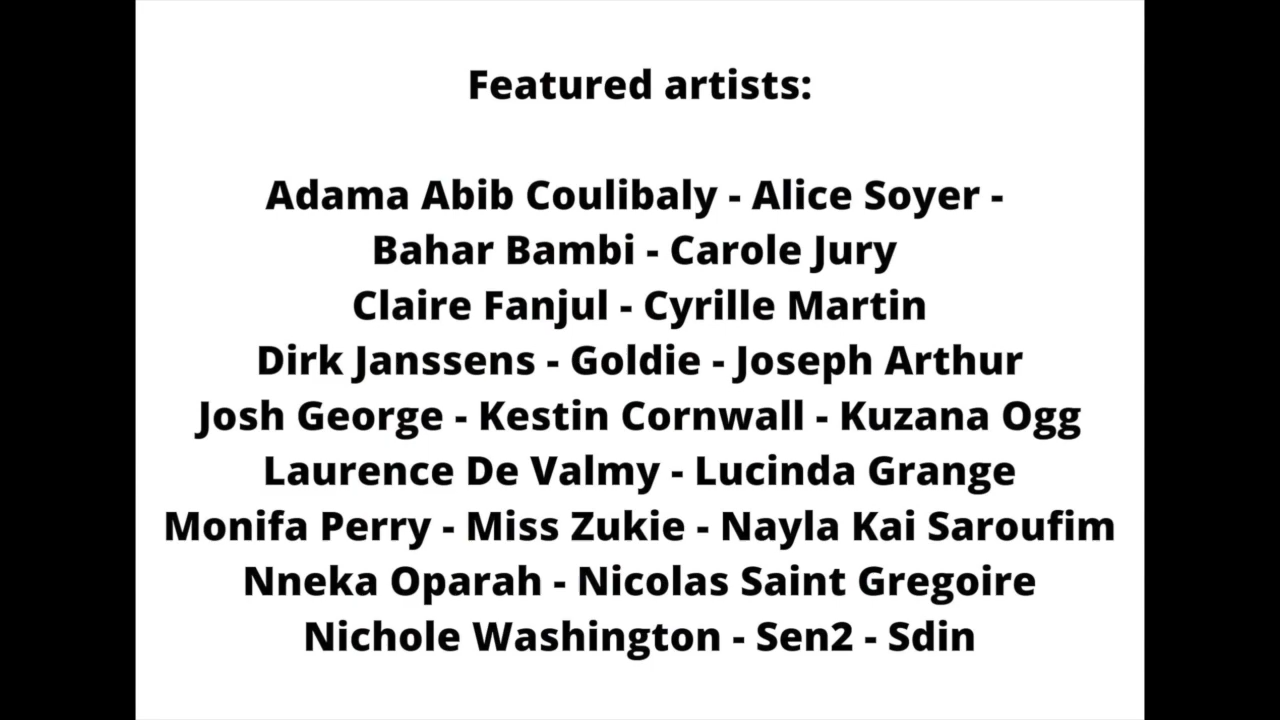 Featured artists:
Adama Abib Coulibaly - Alice Soyer -
Bahar Bambi - Carole Jury
Claire Fanjul - Cyrille Martin
Dirk Janssens - Goldie - Joseph Arthur
Josh George - Kestin Cornwall - Kuzana Ogg
Laurence De Valmy - Lucinda Grange
Monifa Perry - Miss Zukie - Nayla Kai Saroufim
Nneka Oparah - Nicolas Saint Gregoire
Nichole Washington - Sen2 - Sdin